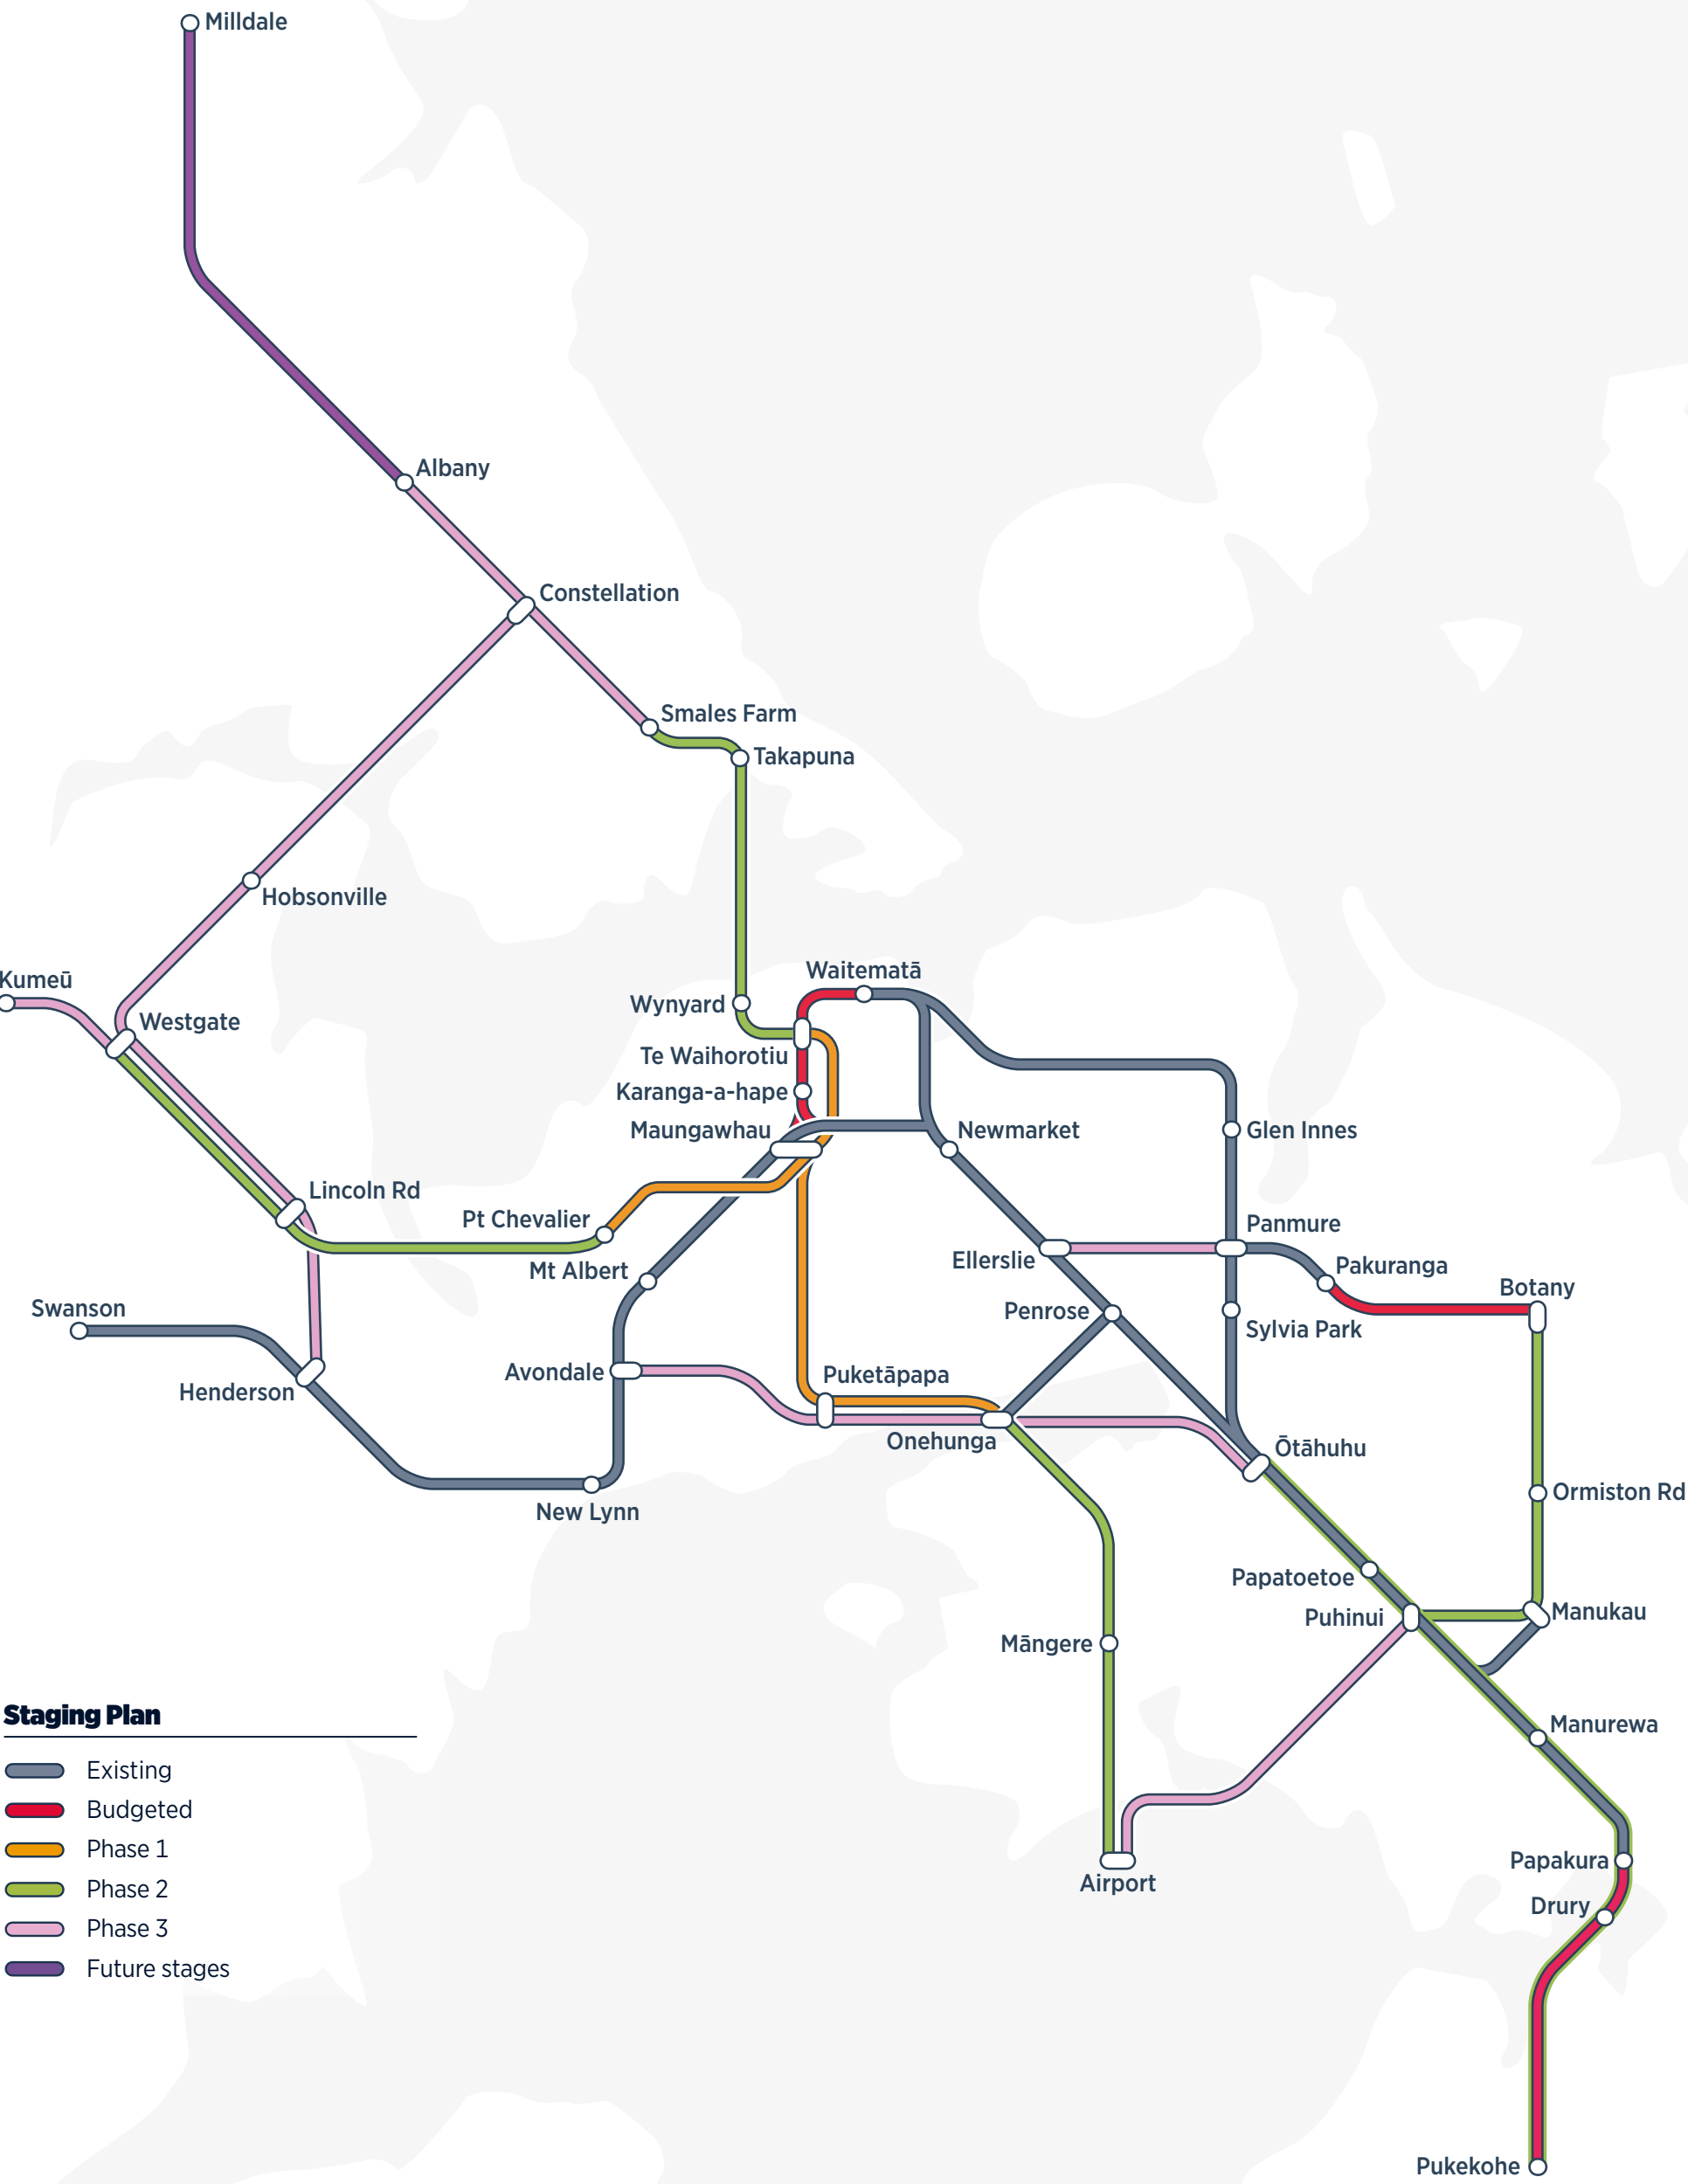 Milldale
Albany
Constellation
Smales Farm
Takapuna
Hobsonville
Waitematā
Kumeū
Wynyard
Westgate
Te Waihorotiu
Karanga-a-hape
Maungawhau
Newmarket
Glen Innes
Lincoln Rd
Pt Chevalier
Panmure
Ellerslie
Pakuranga
Mt Albert
Botany
Swanson
Penrose
Sylvia Park
Avondale
Puketāpapa
Henderson
Onehunga
Ōtāhuhu
Ormiston Rd
New Lynn
Papatoetoe
Manukau
Puhinui
Māngere
Manurewa
Staging Plan
Existing
Budgeted
Phase 1
Phase 2
Phase 3
Future stages
Papakura
Airport
Drury
Pukekohe